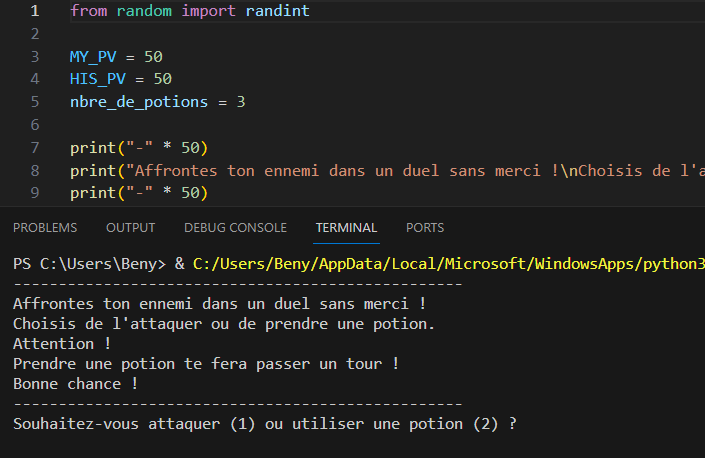 1 from random import randint
2
3 MY_PV = 50
4 HIS_PV = 50
5 nbre_de_potions = 3
6
7 print("-" * 50)
8 print("Affrontes ton ennemi dans un duel sans merci !\nChoisis de l'a
9 print("-" * 50)
PROBLEMS OUTPUT DEBUG CONSOLE TERMINAL PORTS
PS C:\Users\Beny> & C:/Users/Beny/AppData/Local/Microsoft/WindowsApps/python3
--------------------------------------------------
Affrontes ton ennemi dans un duel sans merci !
Choisis de l'attaquer ou de prendre une potion.
Attention !
Prendre une potion te fera passer un tour !
Bonne chance !
--------------------------------------------------
Souhaitez-vous attaquer (1) ou utiliser une potion (2) ?